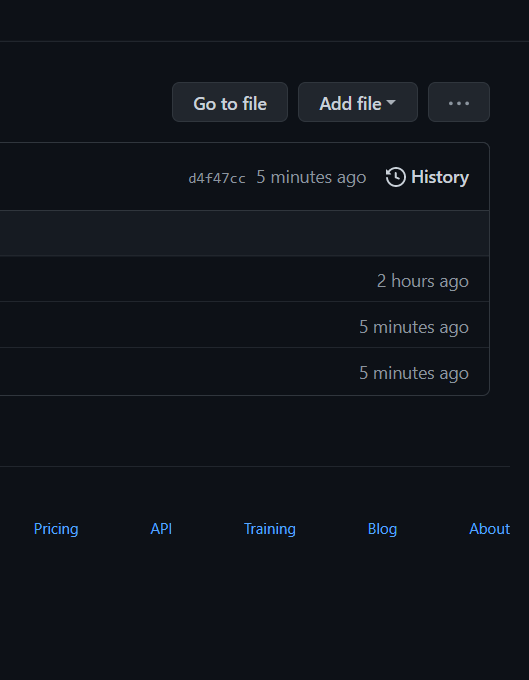 Go to file Add file ...
d4f47cc 5 minutes ago History
2 hours ago
5 minutes ago
5 minutes ago
Pricing API Training Blog About